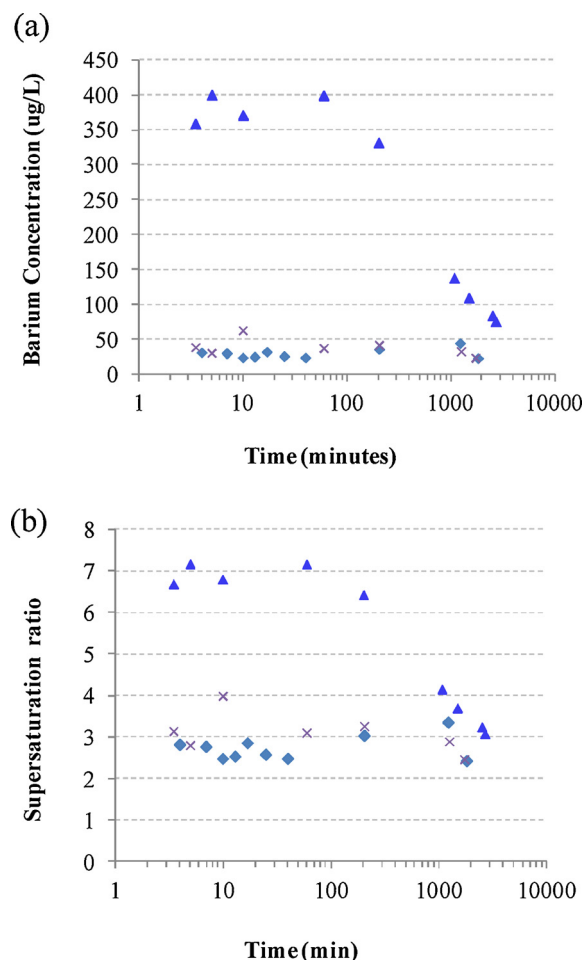 (a)
Barium Concentration (ug/L)
450
400
350
300
250
200
150
100
50
0
1 10 100 1000 10000
Time (minutes)
(b)
Supersaturation ratio
8
7
6
5
4
3
2
1
0
1 10 100 1000 10000
Time (min)